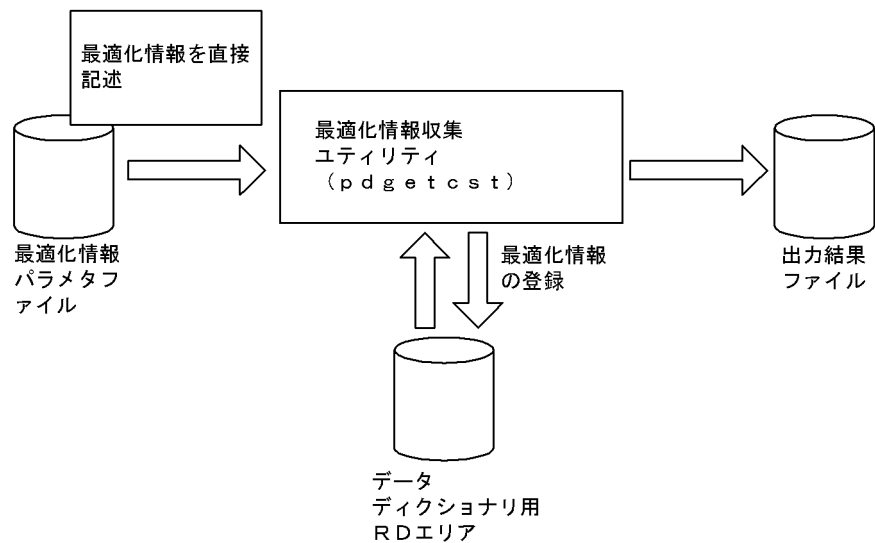 最適化情報を直接
記述
最適化情報収集
ユティリティ
（ｐｄｇｅｔｃｓｔ）
最適化情報
パラメタフ
ァイル
最適化情報
の登録
出力結果
ファイル
データ
ディクショナリ用
ＲＤエリア